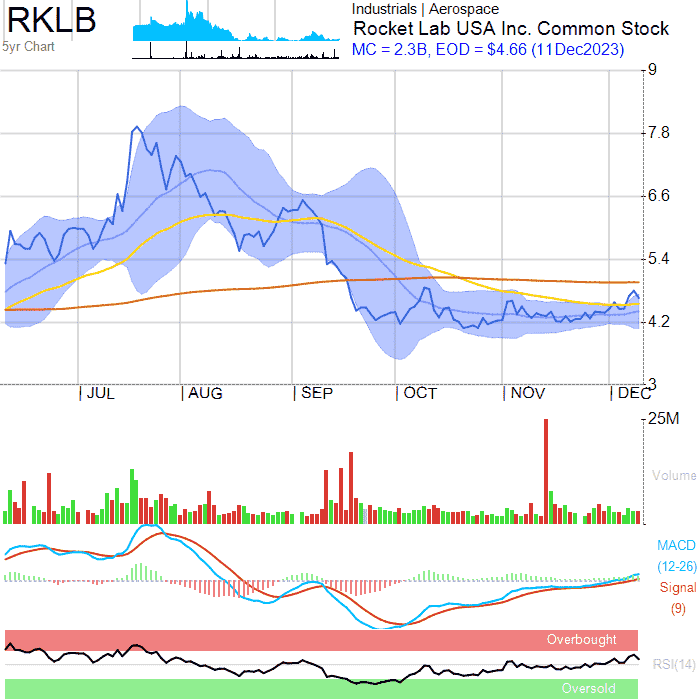 RKLB
5yr Chart
Industrials | Aerospace
Rocket Lab USA Inc. Common Stock
MC = 2.3B, EOD = $4.66 (11Dec2023)
9
7.8
6.6
5.4
4.2
3
| JUL | AUG | SEP | OCT | NOV | DEC
25M
Volume
MACD
(12-26)
Signal
(9)
Overbought
RSI(14)
Oversold